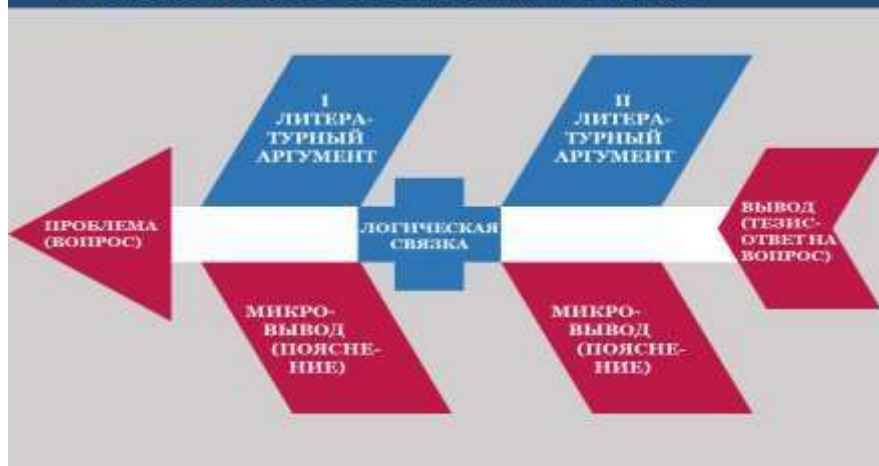 I
ЛИТЕРА-
ТУРНЫЙ
АРГУМЕНТ
II
ЛИТЕРА-
ТУРНЫЙ
АРГУМЕНТ
ПРОБЛЕМА
(ВОПРОС)
ЛОГИЧЕСКАЯ
СВЯЗКА
ВЫВОД
(ТЕЗИС-
ОТВЕТ НА
ВОПРОС)
МИКРО-
ВЫВОД
(ПОЯСНЕ-
НИЕ)
МИКРО-
ВЫВОД
(ПОЯСНЕ-
НИЕ)